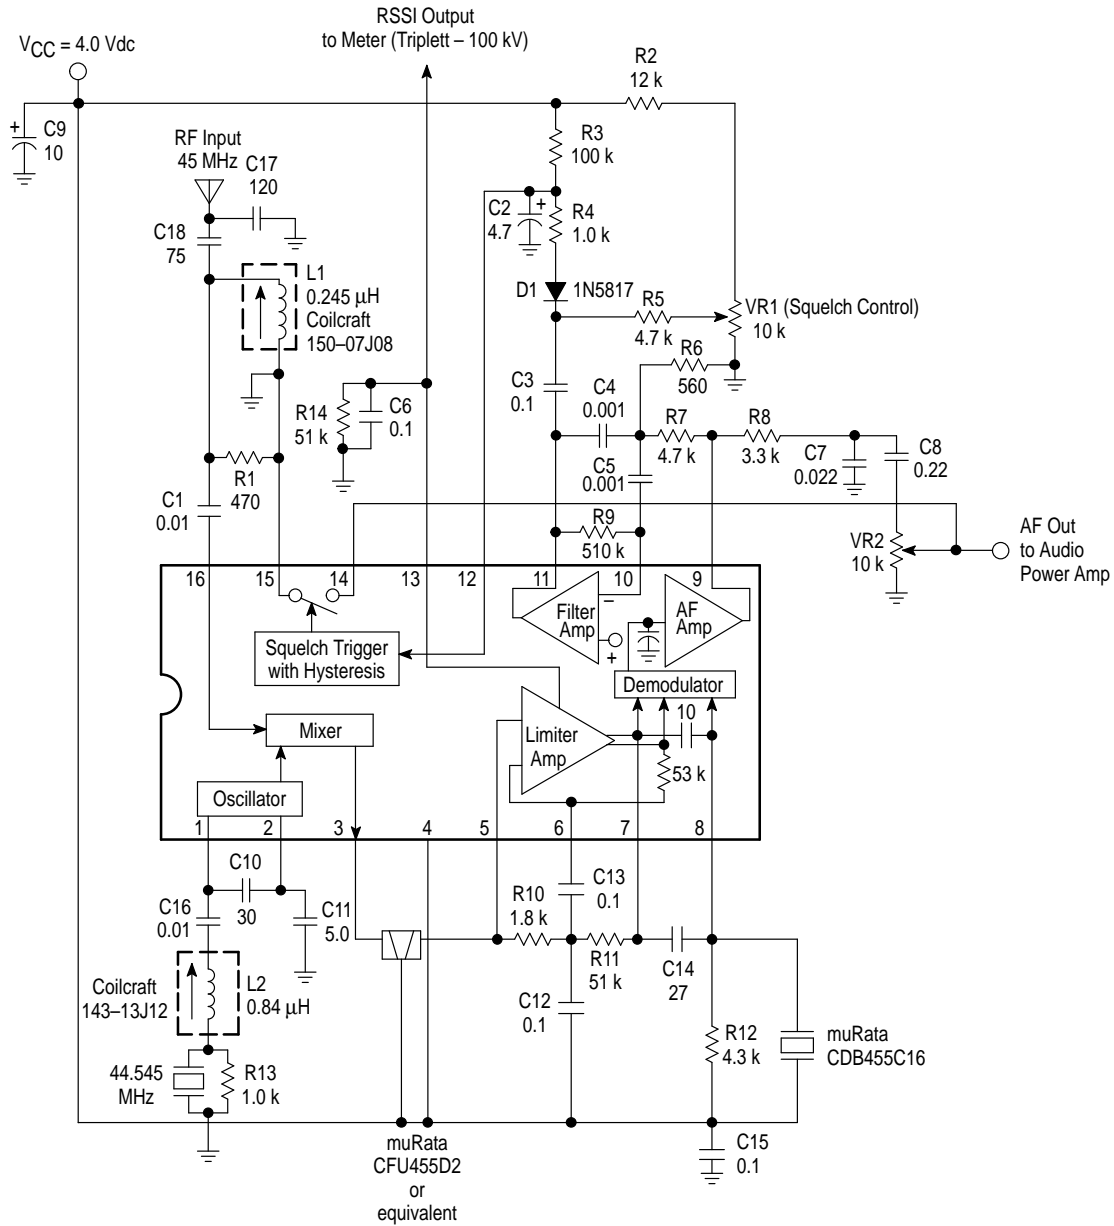 RSSI Output
to Meter (Triplett – 100 kV)
VCC = 4.0 Vdc
R2
12 k
+
C9
10
RF Input
45 MHz
C17
120
R3
100 k
C18
75
C2
4.7
+
R4
1.0 k
L1
0.245 µH
Coilcraft
150–07J08
D1
1N5817
R5
4.7 k
VR1 (Squelch Control)
10 k
R6
560
C3
0.1
C4
0.001
R14
51 k
C6
0.1
R7
4.7 k
R8
3.3 k
C7
0.022
C8
0.22
R1
470
C5
0.001
C1
0.01
R9
510 k
VR2
10 k
AF Out
to Audio
Power Amp
16
15
14
13
12
11
10
9
Filter
Amp
–
+
AF
Amp
Squelch Trigger
with Hysteresis
Demodulator
10
Mixer
Limiter
Amp
53 k
Oscillator
1
2
3
4
5
6
7
8
C10
30
C16
0.01
C11
5.0
R10
1.8 k
C13
0.1
R11
51 k
C14
27
Coilcraft
143–13J12
L2
0.84 µH
C12
0.1
R12
4.3 k
muRata
CDB455C16
44.545
MHz
R13
1.0 k
muRata
CFU455D2
or
equivalent
C15
0.1